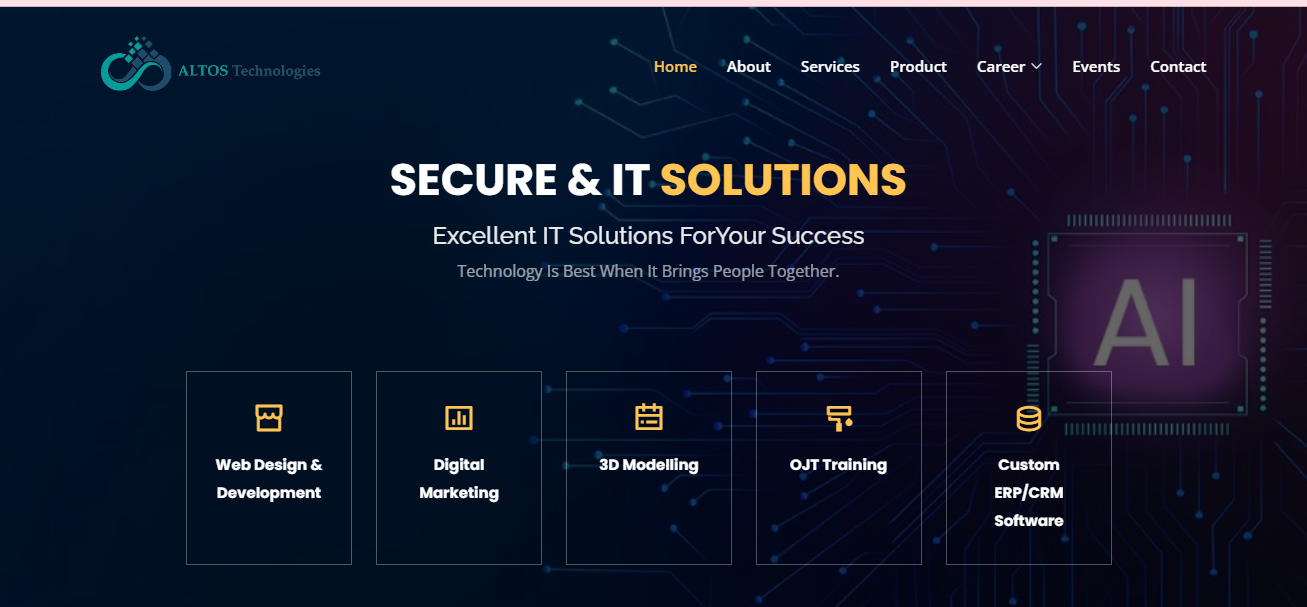 ALTOS Technologies
Home About Services Product Career Events Contact
SECURE & IT SOLUTIONS
Excellent IT Solutions ForYour Success
Technology Is Best When It Brings People Together.
AI
Web Design &
Development
Digital
Marketing
3D Modelling
OJT Training
Custom
ERP/CRM
Software